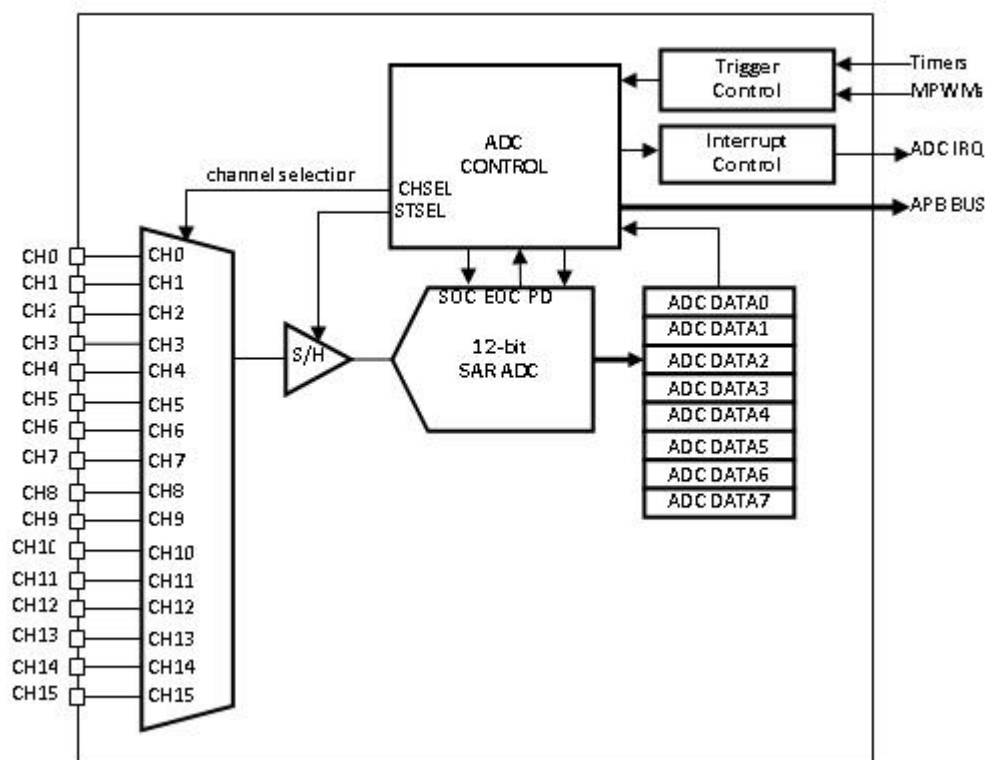 Timers
MPWMs
Trigger
Control
Interrupt
Control
ADC IRQ
APB BUS
ADC
CONTROL
CHSEL
STSEL
channel selection
CH0
CH1
CH2
CH3
CH4
CH5
CH6
CH7
CH8
CH9
CH10
CH11
CH12
CH13
CH14
CH15
CH0
CH1
CH2
CH3
CH4
CH5
CH6
CH7
CH8
CH9
CH10
CH11
CH12
CH13
CH14
CH15
S/H
SOC EOC PD
12-bit
SAR ADC
ADC DATA0
ADC DATA1
ADC DATA2
ADC DATA3
ADC DATA4
ADC DATA5
ADC DATA6
ADC DATA7